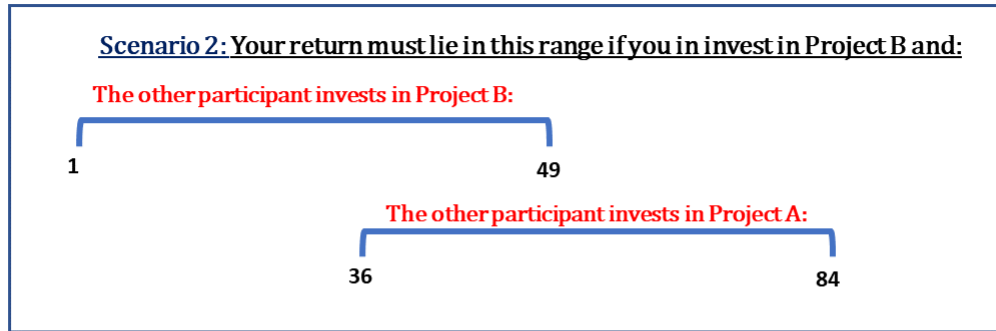 Scenario 2: Your return must lie in this range if you in invest in Project B and:
The other participant invests in Project B:
1
49
The other participant invests in Project A:
36
84